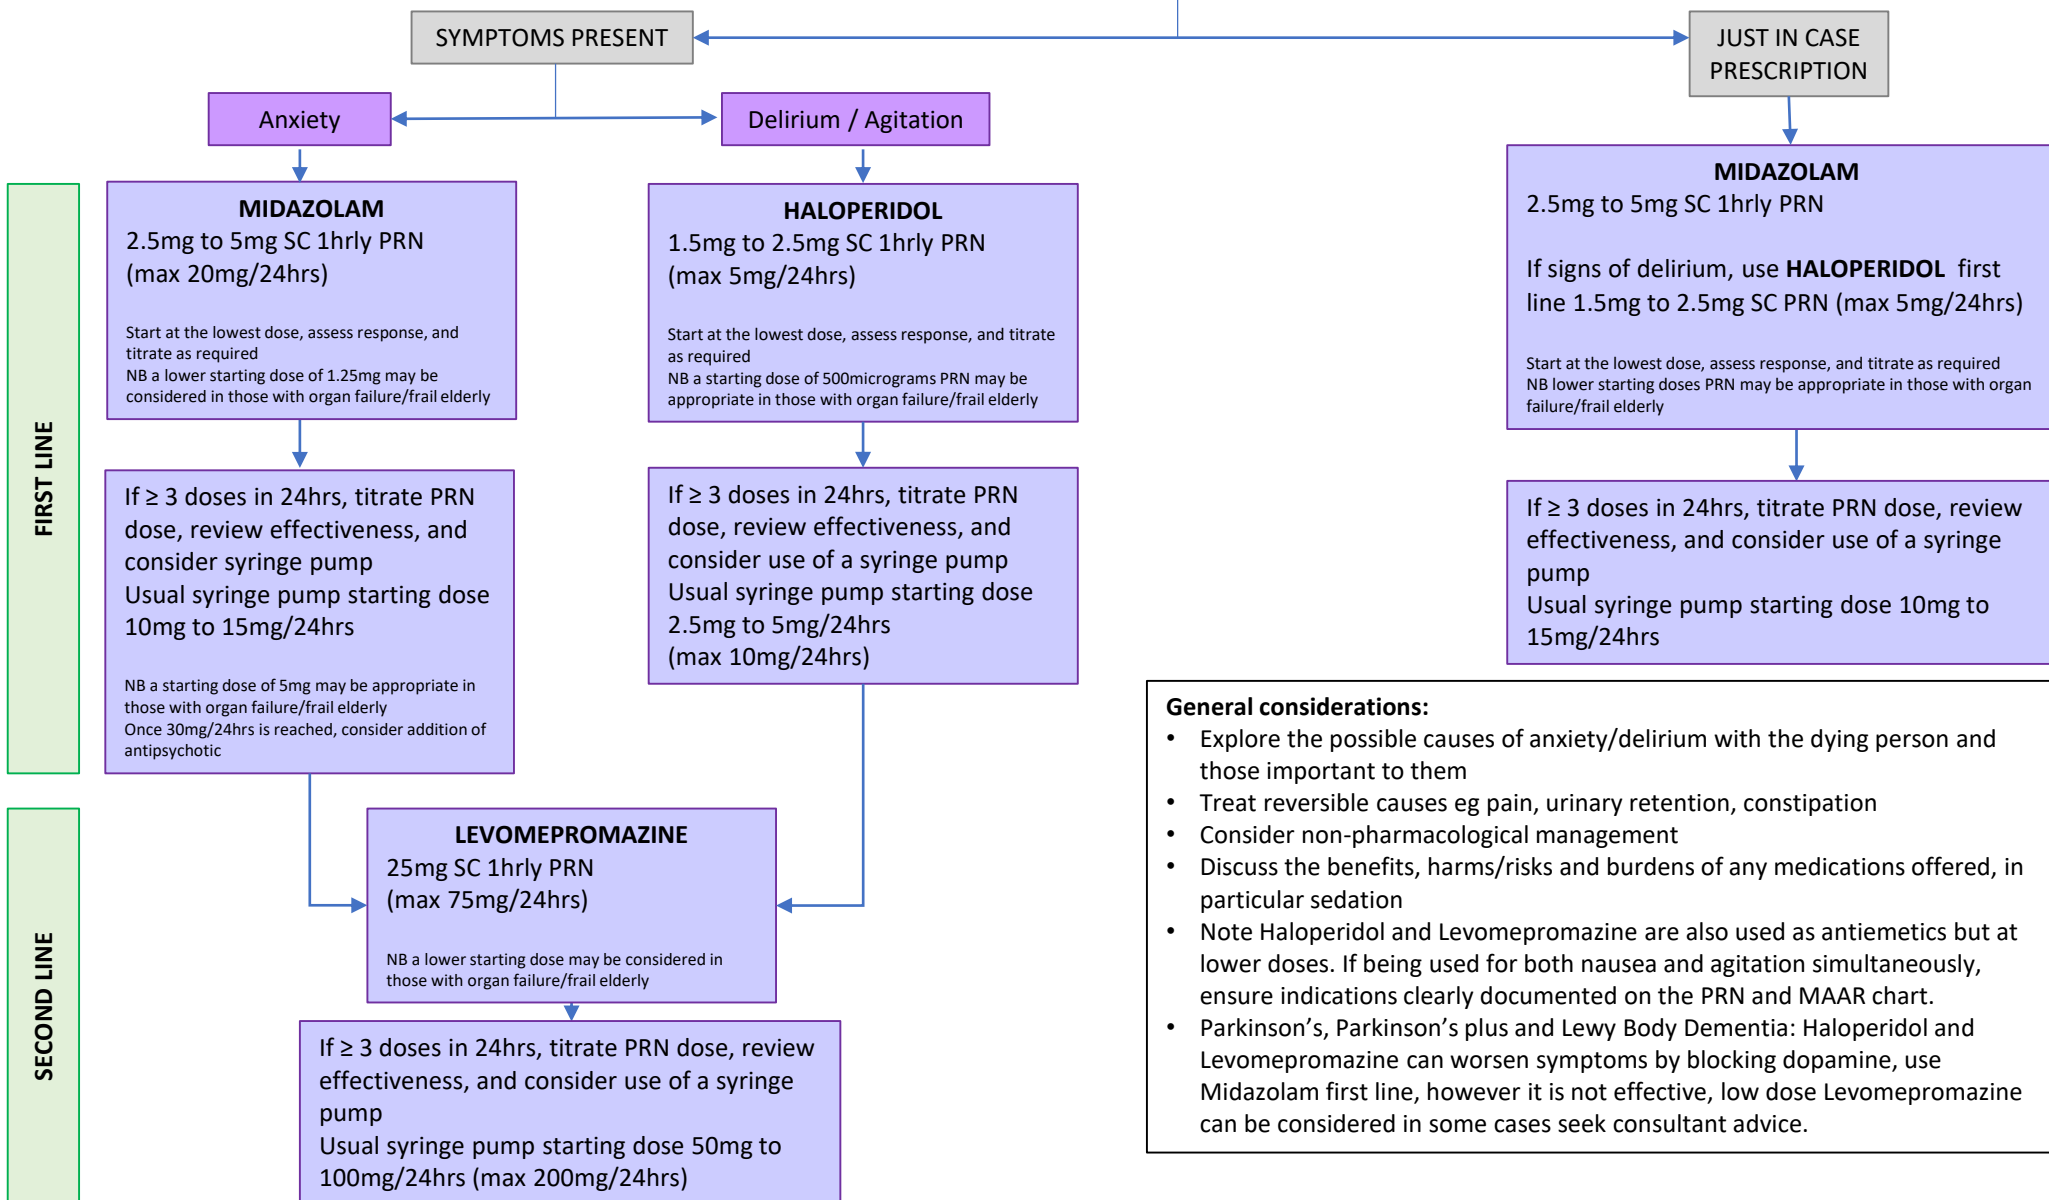 SYMPTOMS PRESENT
JUST IN CASE
PRESCRIPTION
Anxiety
Delirium / Agitation
FIRST LINE
MIDAZOLAM
2.5mg to 5mg SC 1hrly PRN
(max 20mg/24hrs)
Start at the lowest dose, assess response, and
titrate as required
NB a lower starting dose of 1.25mg may be
considered in those with organ failure/frail elderly
HALOPERIDOL
1.5mg to 2.5mg SC 1hrly PRN
(max 5mg/24hrs)
Start at the lowest dose, assess response, and titrate
as required
NB a starting dose of 500micrograms PRN may be
appropriate in those with organ failure/frail elderly
MIDAZOLAM
2.5mg to 5mg SC 1hrly PRN
If signs of delirium, use HALOPERIDOL first
line 1.5mg to 2.5mg SC PRN (max 5mg/24hrs)
Start at the lowest dose, assess response, and titrate as required
NB lower starting doses PRN may be appropriate in those with organ
failure/frail elderly
If ≥ 3 doses in 24hrs, titrate PRN
dose, review effectiveness, and
consider syringe pump
Usual syringe pump starting dose
10mg to 15mg/24hrs
NB a starting dose of 5mg may be appropriate in
those with organ failure/frail elderly
Once 30mg/24hrs is reached, consider addition of
antipsychotic
If ≥ 3 doses in 24hrs, titrate PRN
dose, review effectiveness, and
consider use of a syringe pump
Usual syringe pump starting dose
2.5mg to 5mg/24hrs
(max 10mg/24hrs)
If ≥ 3 doses in 24hrs, titrate PRN dose, review
effectiveness, and consider use of a syringe
pump
Usual syringe pump starting dose 10mg to
15mg/24hrs
SECOND LINE
LEVOMEPROMAZINE
25mg SC 1hrly PRN
(max 75mg/24hrs)
NB a lower starting dose may be considered in
those with organ failure/frail elderly
If ≥ 3 doses in 24hrs, titrate PRN dose, review
effectiveness, and consider use of a syringe
pump
Usual syringe pump starting dose 50mg to
100mg/24hrs (max 200mg/24hrs)
General considerations:
• Explore the possible causes of anxiety/delirium with the dying person and
those important to them
• Treat reversible causes eg pain, urinary retention, constipation
• Consider non-pharmacological management
• Discuss the benefits, harms/risks and burdens of any medications offered, in
particular sedation
• Note Haloperidol and Levomepromazine are also used as antiemetics but at
lower doses. If being used for both nausea and agitation simultaneously,
ensure indications clearly documented on the PRN and MAAR chart.
• Parkinson’s, Parkinson’s plus and Lewy Body Dementia: Haloperidol and
Levomepromazine can worsen symptoms by blocking dopamine, use
Midazolam first line, however it is not effective, low dose Levomepromazine
can be considered in some cases seek consultant advice.